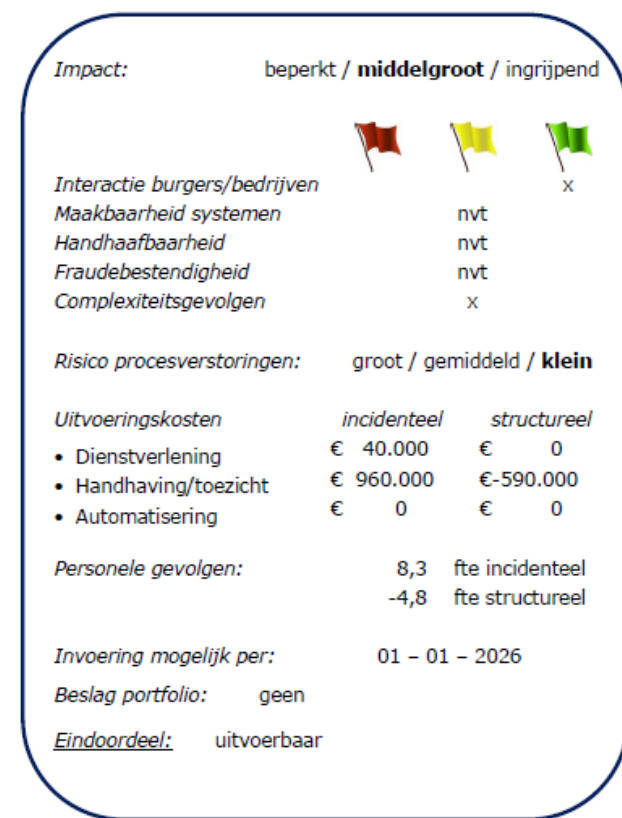 Impact: beperkt / middelgroot / ingrijpend
Interactie burgers/bedrijven x
Maakbaarheid systemen nvt
Handhaafbaarheid nvt
Fraudebestendigheid nvt
Complexiteitsgevolgen x
Risico procesverstoringen: groot / gemiddeld / klein
Uitvoeringskosten incidenteel structureel
• Dienstverlening € 40.000 € 0
• Handhaving/toezicht € 960.000 €-590.000
• Automatisering € 0 € 0
Personele gevolgen: 8,3 fte incidenteel
-4,8 fte structureel
Invoering mogelijk per: 01 – 01 – 2026
Beslag portfolio: geen
Eindoordeel: uitvoerbaar